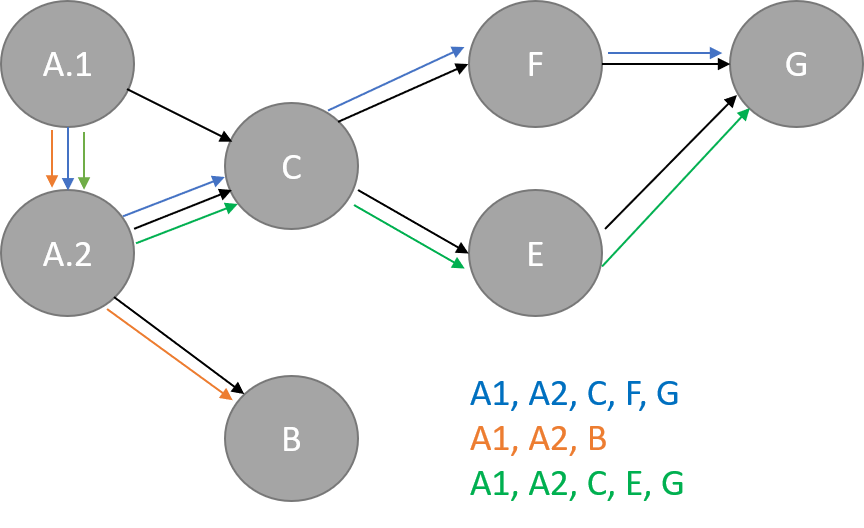 A.1
F
G
C
A.2
E
B
A1, A2, C, F, G
A1, A2, B
A1, A2, C, E, G